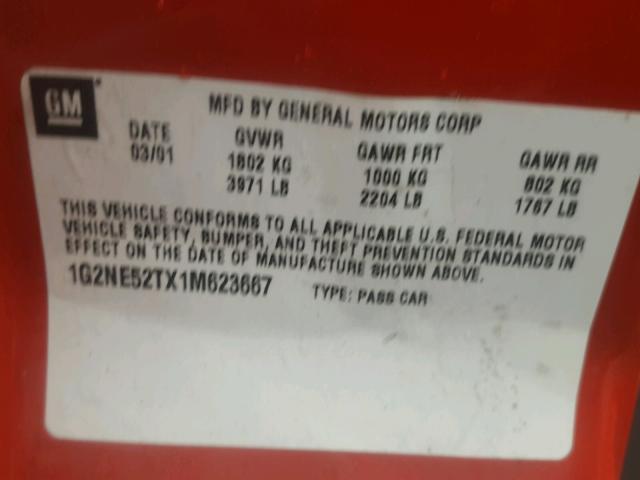 GM
MFD BY GENERAL MOTORS CORP
DATE GVWR GAWR FRT GAWR RR
03/01 1802 KG 1000 KG 802 KG
3971 LB 2204 LB 1767 LB
THIS VEHICLE CONFORMS TO ALL APPLICABLE U.S. FEDERAL MOTOR
VEHICLE SAFETY, BUMPER, AND THEFT PREVENTION STANDARDS IN
EFFECT ON THE DATE OF MANUFACTURE SHOWN ABOVE.
1G2NE52TX1M623667 TYPE: PASS CAR